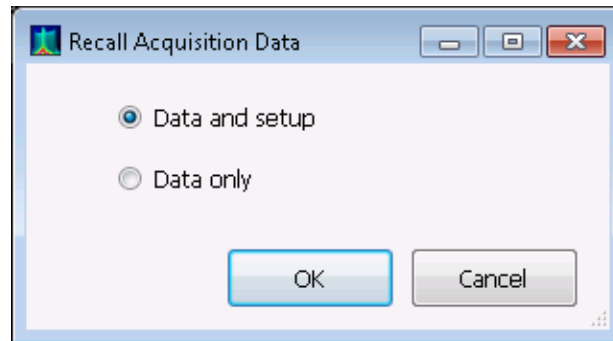 Recall Acquisition Data
Data and setup
Data only
OK Cancel